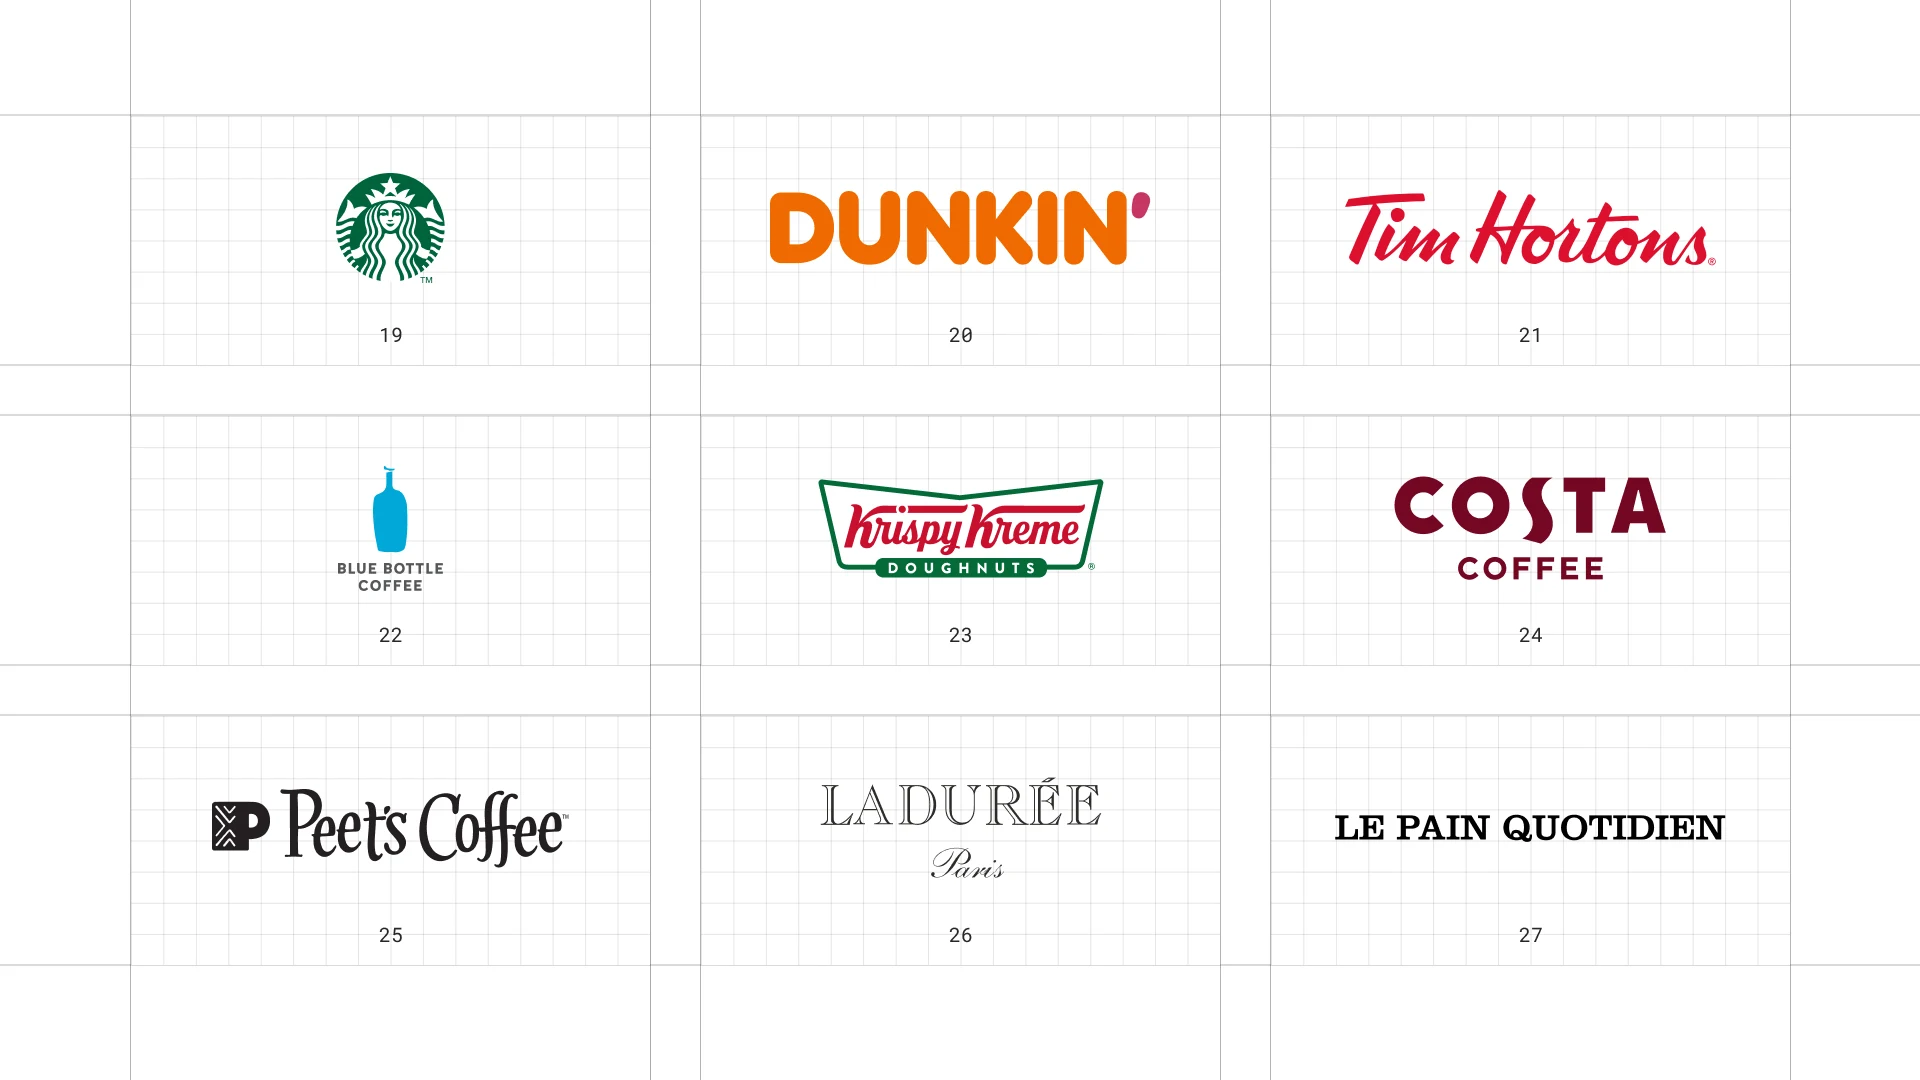 TM
19
DUNKIN'
20
Tim Hortons®
21
BLUE BOTTLE
COFFEE
22
Krispy Kreme
DOUGHNUTS®
23
COSTA
COFFEE
24
P Peet's Coffee™
25
LADURÉE
Paris
26
LE PAIN QUOTIDIEN
27